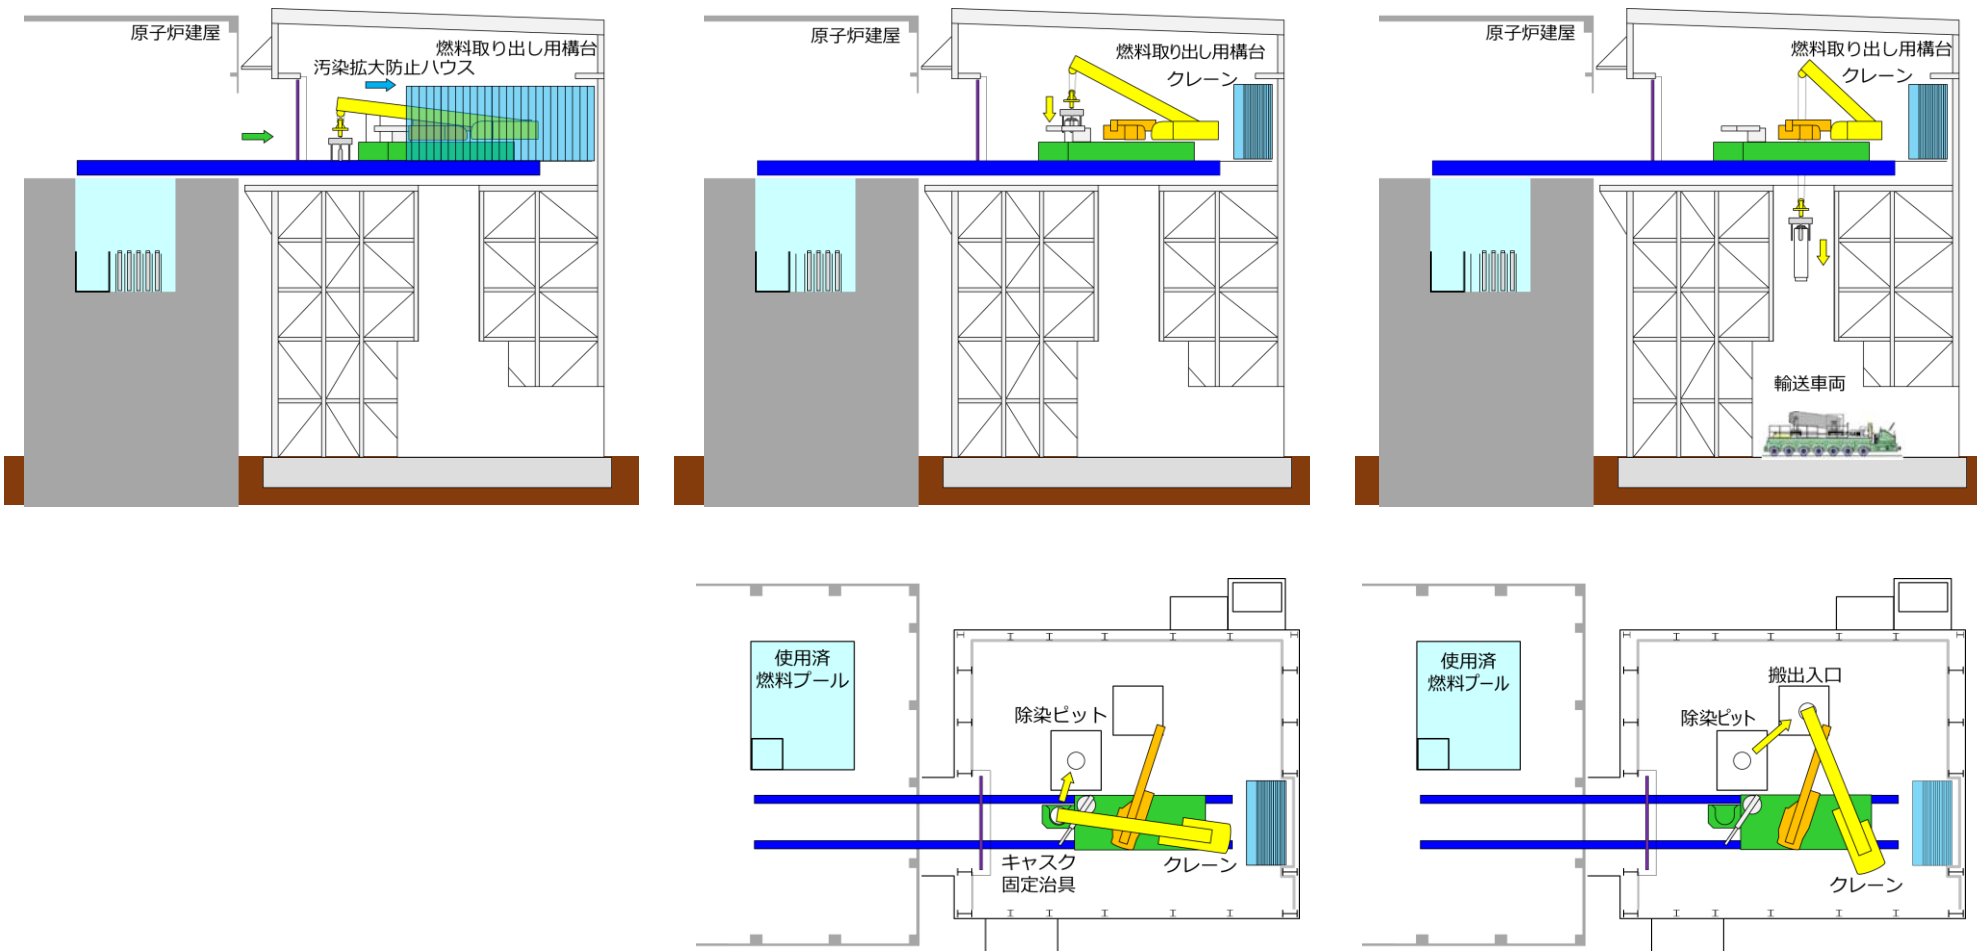 原子炉建屋
燃料取り出し用構台
汚染拡大防止ハウス
原子炉建屋
燃料取り出し用構台
クレーン
原子炉建屋
燃料取り出し用構台
クレーン
輸送車両
使用済
燃料プール
除染ピット
キャスク
固定治具
クレーン
使用済
燃料プール
搬出入口
除染ピット
クレーン